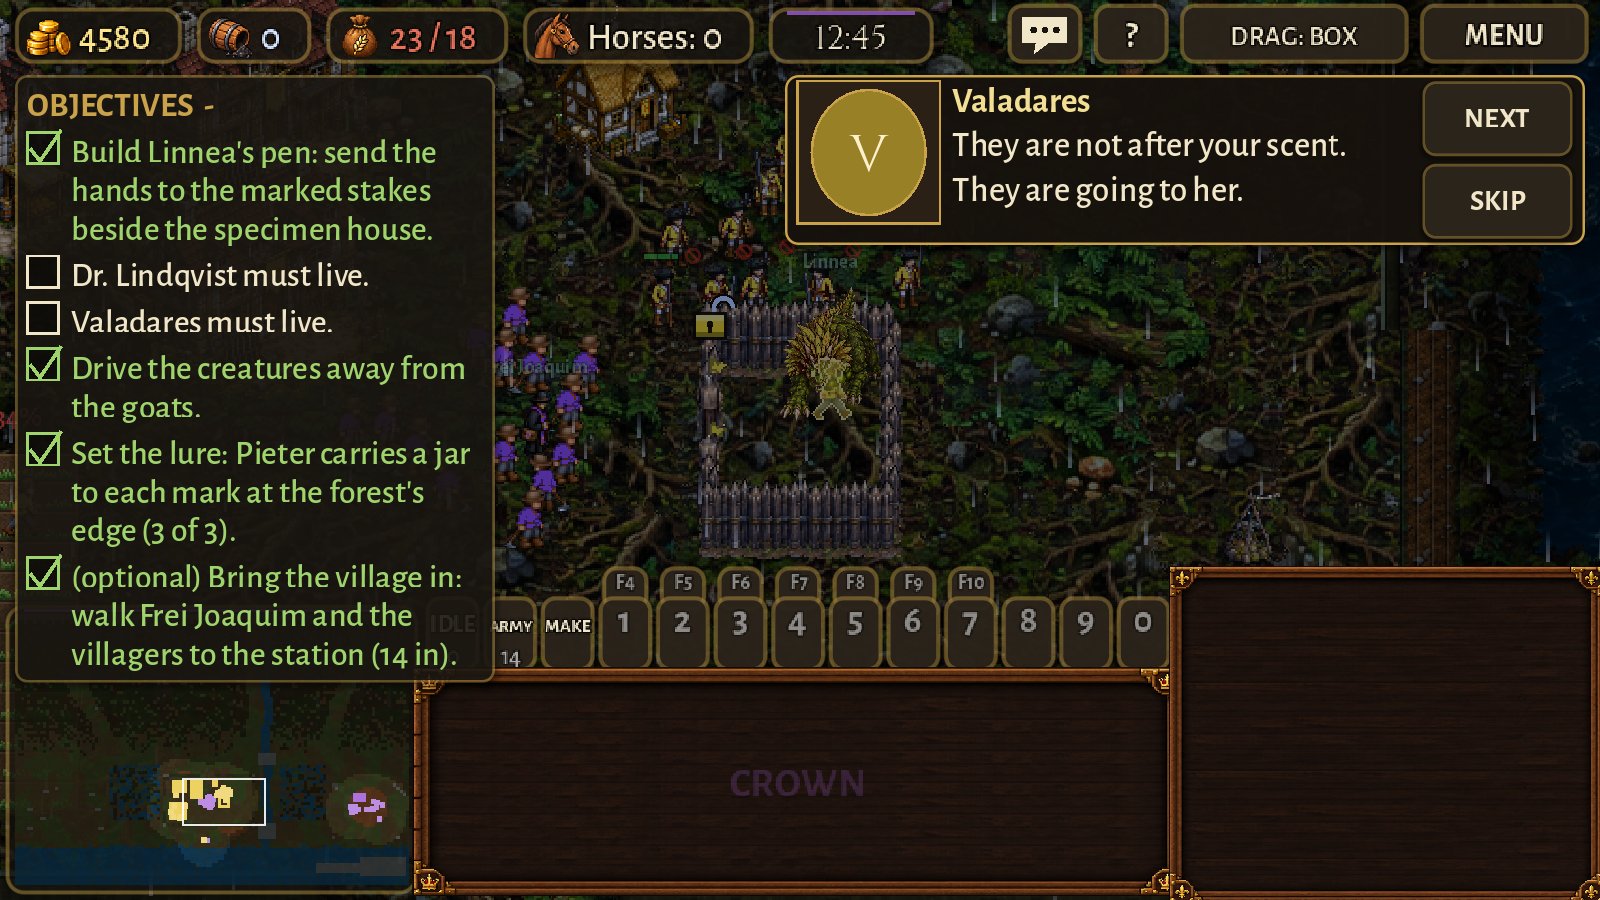 4580
0
23/18
Horses: 0
12:45
?
DRAG: BOX
MENU
OBJECTIVES -
Build Linnea's pen: send the
hands to the marked stakes
beside the specimen house.
Dr. Lindqvist must live.
Valadares must live.
Drive the creatures away from
the goats.
Set the lure: Pieter carries a jar
to each mark at the forest's
edge (3 of 3).
(optional) Bring the village in:
walk Frei Joaquim and the
villagers to the station (14 in).
V
Valadares
They are not after your scent.
They are going to her.
NEXT
SKIP
Linnea
Joaquim
F4
F5
F6
F7
F8
F9
F10
IDLE
ARMY
14
MAKE
1
2
3
4
5
6
7
8
9
0
CROWN